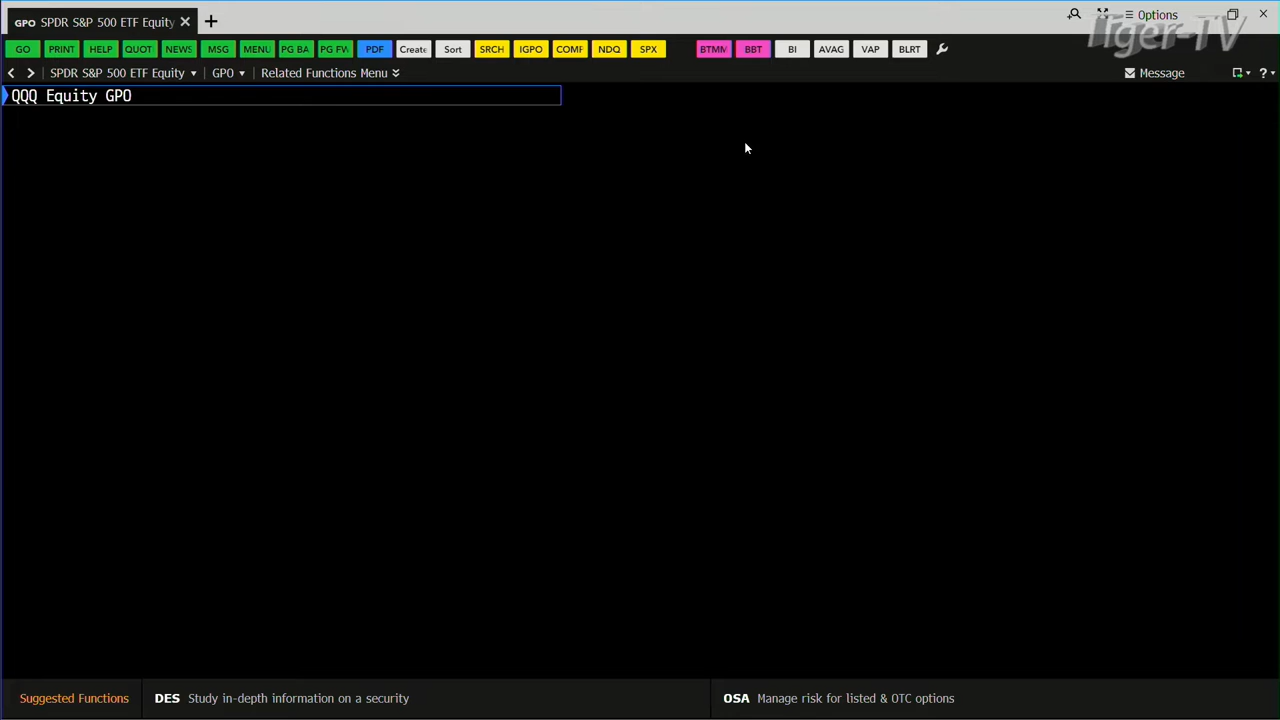 GPO SPDR S&P 500 ETF Equity
Options
Tiger-TV
GO PRINT HELP QUOT NEWS MSG MENU PG BA PG FW PDF Create Sort SRCH IGPO COMF NDQ SPX BTMM BBT BI AVAG VAP BLRT
SPDR S&P 500 ETF Equity GPO Related Functions Menu Message
QQQ Equity GPO
Suggested Functions DES Study in-depth information on a security OSA Manage risk for listed & OTC options